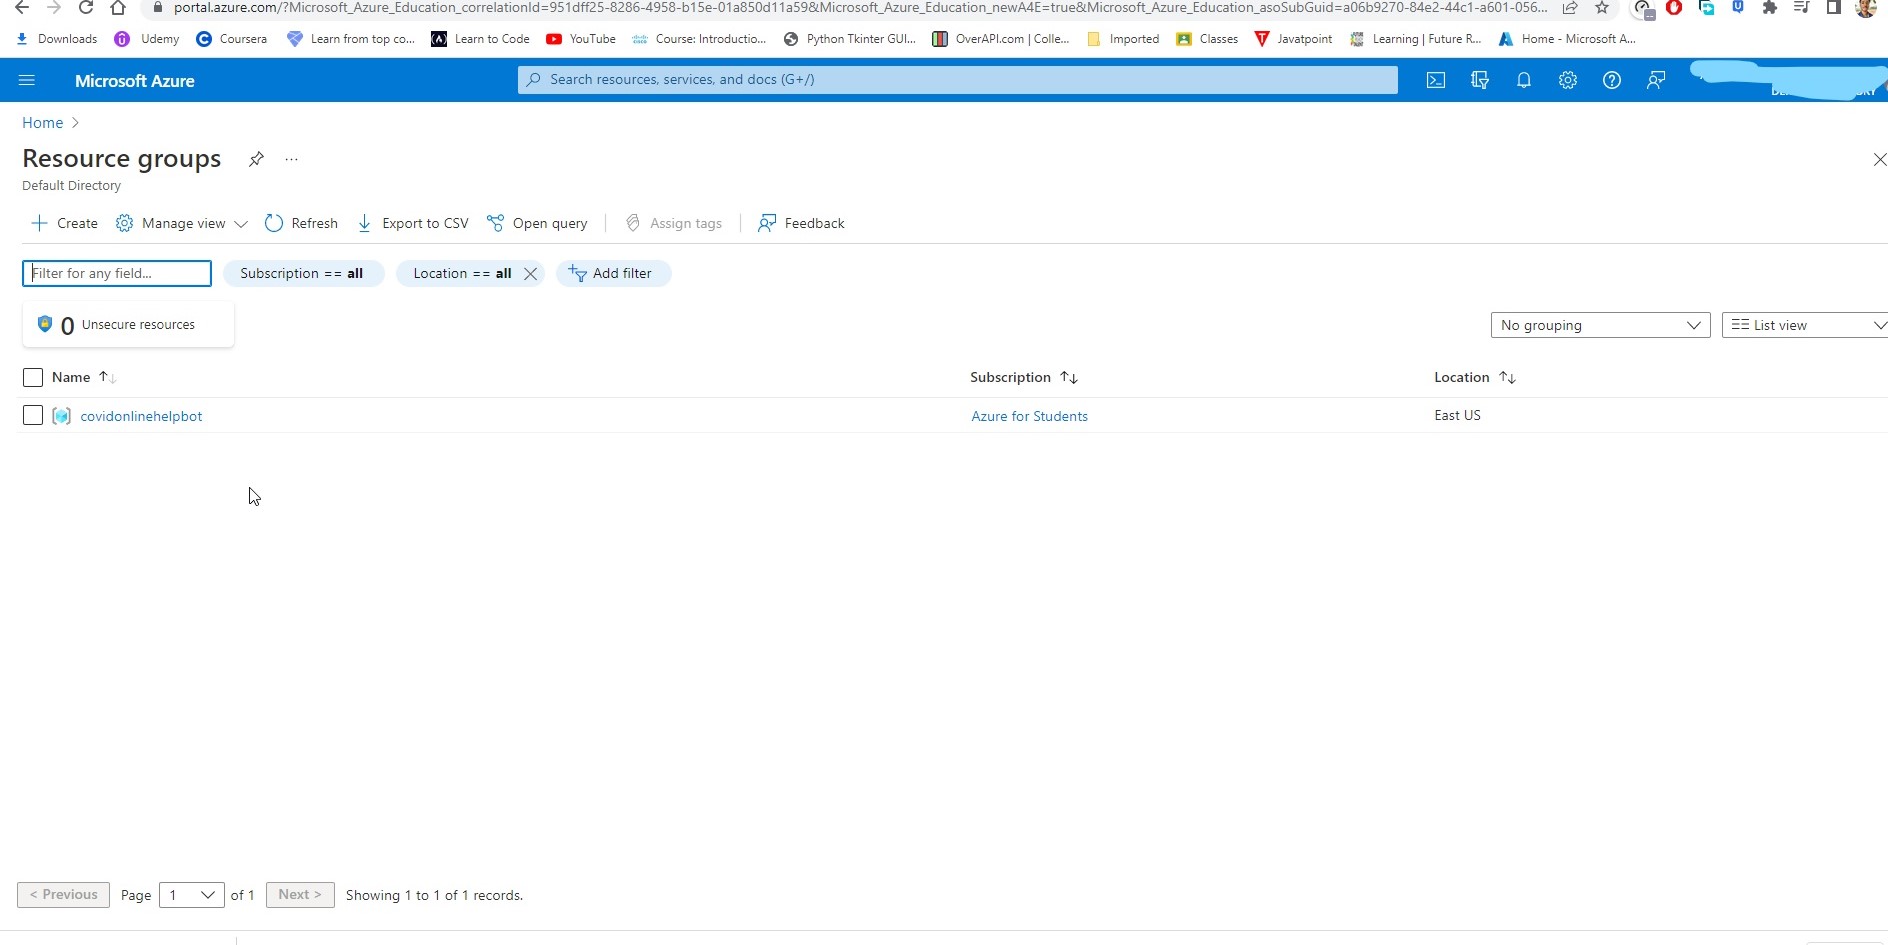 portal.azure.com/?Microsoft_Azure_Education_correlationId=951dff25-8286-4958-b15e-01a850d11a59&Microsoft_Azure_Education_newA4E=true&Microsoft_Azure_Education_asoSubGuid=a06b9270-84e2-44c1-a601-056...
Downloads Udemy Coursera Learn from top co... Learn to Code YouTube Course: Introductio... Python Tkinter GUI... OverAPI.com | Colle... Imported Classes Javatpoint Learning | Future R... Home - Microsoft A...
Microsoft Azure Search resources, services, and docs (G+/)
Home >
Resource groups ...
Default Directory
Create Manage view Refresh Export to CSV Open query Assign tags Feedback
Filter for any field... Subscription == all Location == all Add filter
0 Unsecure resources No grouping List view
Name Subscription Location
covidonlinehelpbot Azure for Students East US
< Previous Page 1 of 1 Next > Showing 1 to 1 of 1 records.